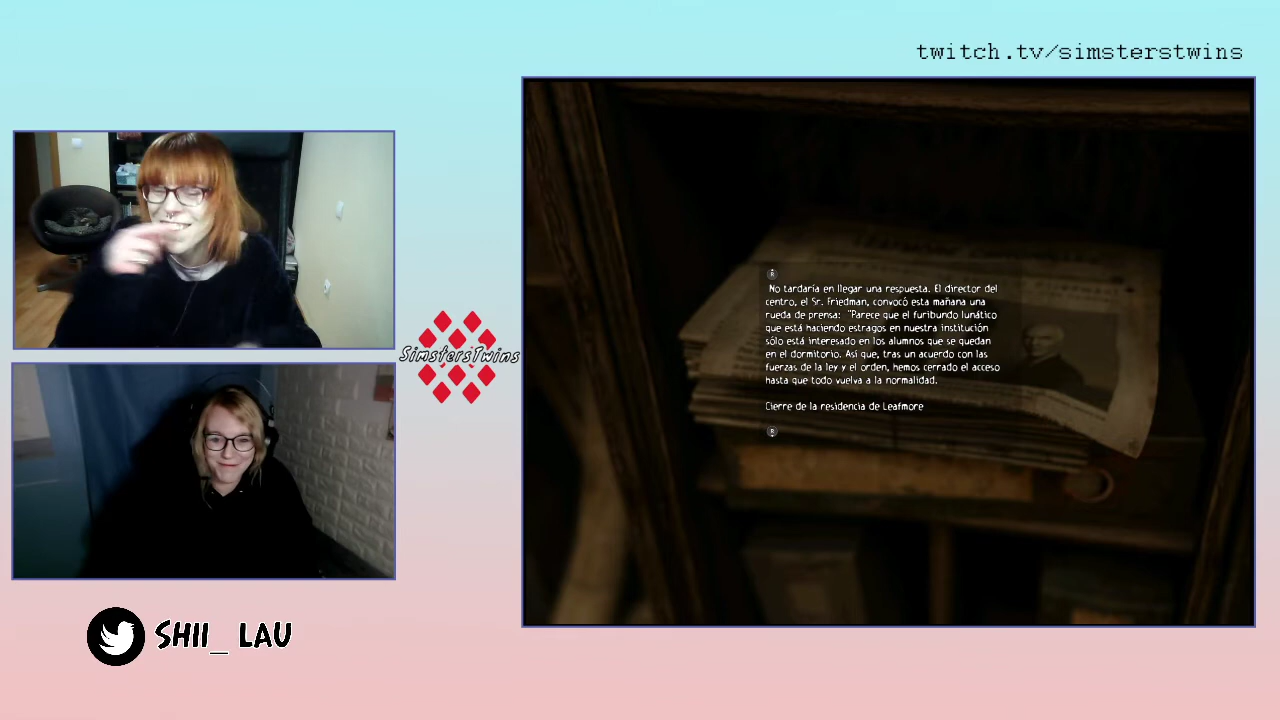 twitch.tv/simsterstwins
R
No tardaría en llegar una respuesta. El director del
centro, el Sr. Friedman, convocó esta mañana una
rueda de prensa: "Parece que el furibundo lunático
que está haciendo estragos en nuestra institución
sólo está interesado en los alumnos que se quedan
en el dormitorio. Así que, tras un acuerdo con las
fuerzas de la ley y el orden, hemos cerrado el acceso
hasta que todo vuelva a la normalidad.
Cierre de la residencia de Leafmore
R
SimstersTwins
SHII_ LAU